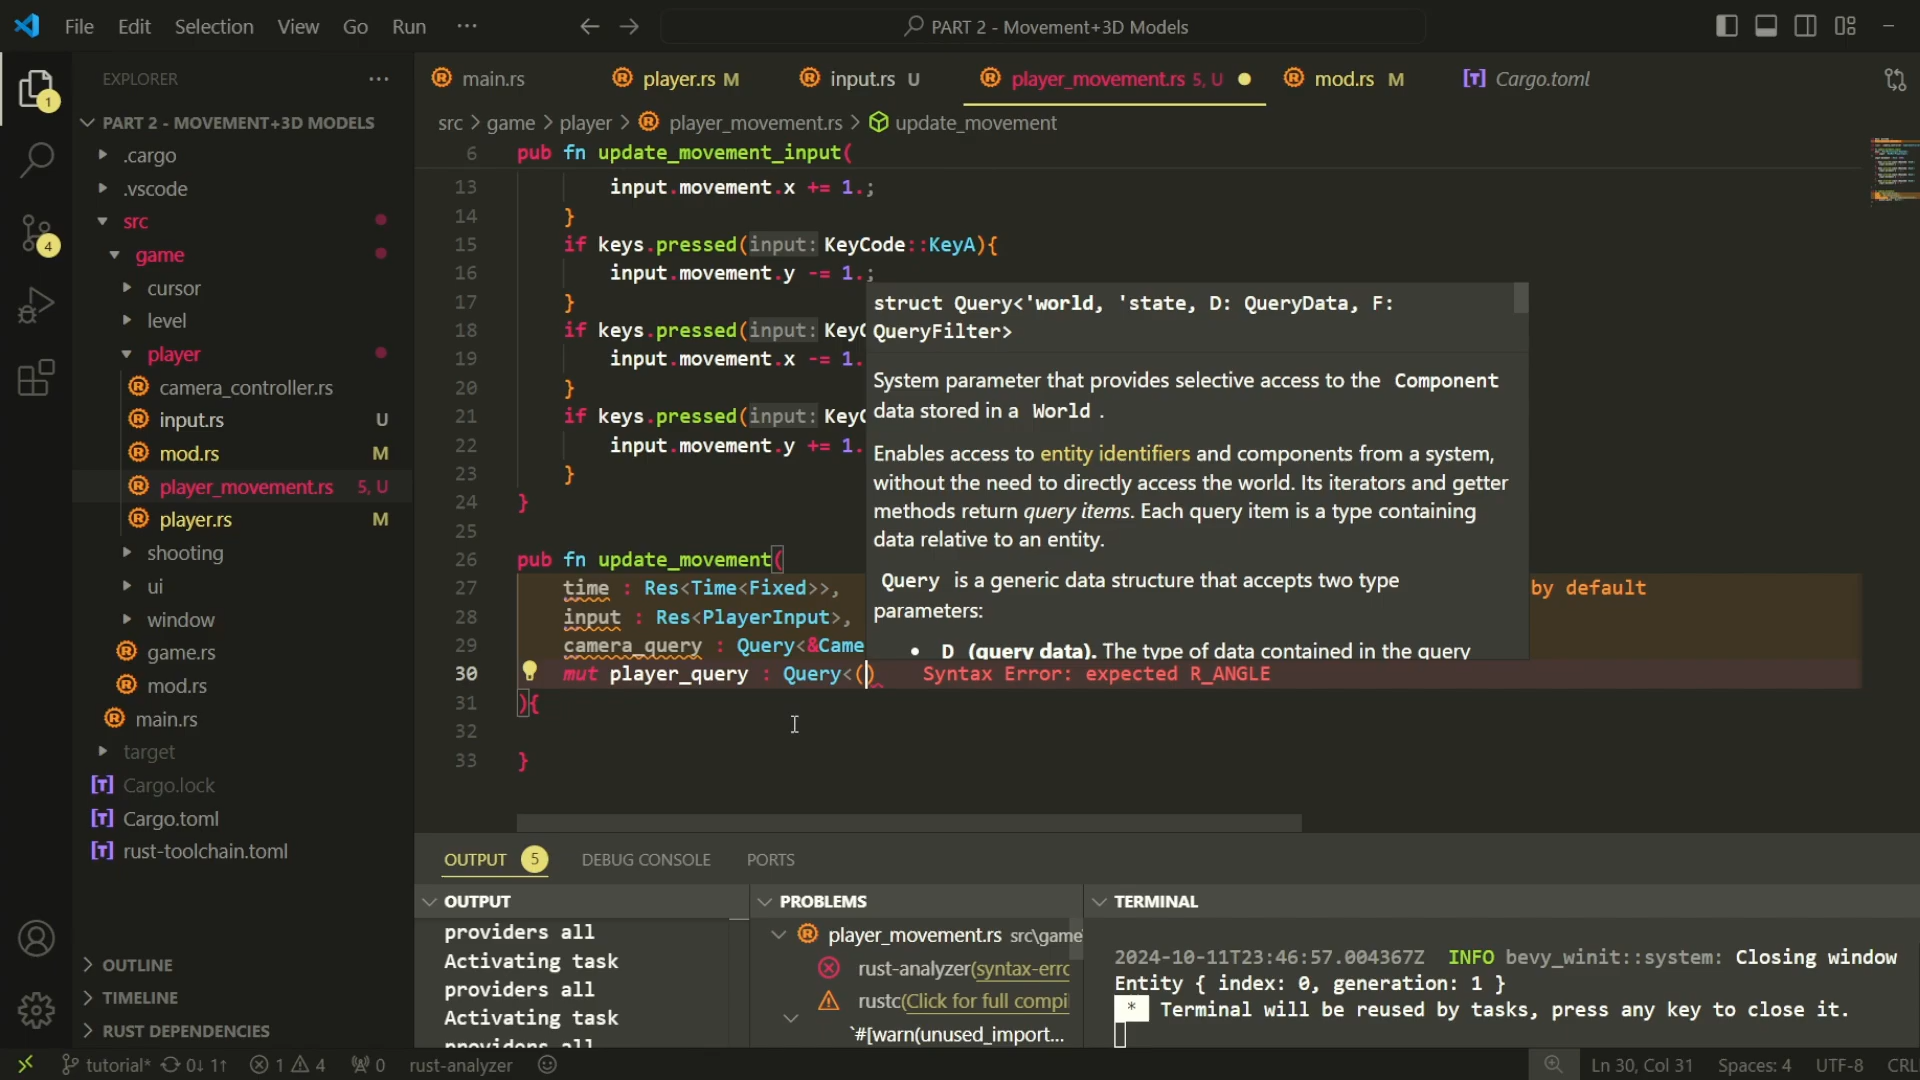 File Edit Selection View Go Run ···
PART 2 - Movement+3D Models
1
4
EXPLORER ···
PART 2 - MOVEMENT+3D MODELS
.cargo
.vscode
src
game
cursor
level
player
camera_controller.rs
input.rs U
mod.rs M
player_movement.rs 5, U
player.rs M
shooting
ui
window
game.rs
mod.rs
main.rs
target
Cargo.lock
Cargo.toml
rust-toolchain.toml
OUTLINE
TIMELINE
RUST DEPENDENCIES
main.rs player.rs M input.rs U player_movement.rs 5, U mod.rs M Cargo.toml
src > game > player > player_movement.rs > update_movement
6 pub fn update_movement_input(
13 input.movement.x += 1.;
14 }
15 if keys.pressed(input: KeyCode::KeyA){
16 input.movement.y -= 1.;
17 }
18 if keys.pressed(input: KeyC
19 input.movement.x -= 1.
20 }
21 if keys.pressed(input: KeyC
22 input.movement.y += 1.
23 }
24 }
25
26 pub fn update_movement(
27 time : Res<Time<Fixed>>, by default
28 input : Res<PlayerInput>,
29 camera_query : Query<&Came
30 mut player_query : Query<() Syntax Error: expected R_ANGLE
31 ){
32
33 }
struct Query<'world, 'state, D: QueryData, F:
QueryFilter>
System parameter that provides selective access to the Component
data stored in a World .
Enables access to entity identifiers and components from a system,
without the need to directly access the world. Its iterators and getter
methods return query items. Each query item is a type containing
data relative to an entity.
Query is a generic data structure that accepts two type
parameters:
• D (query data). The type of data contained in the query
OUTPUT 5 DEBUG CONSOLE PORTS
OUTPUT
providers all
Activating task
providers all
Activating task
providers all
PROBLEMS
player_movement.rs src\game
rust-analyzer(syntax-erro
rustc(Click for full compi
`#[warn(unused_import...
TERMINAL
2024-10-11T23:46:57.004367Z INFO bevy_winit::system: Closing window
Entity { index: 0, generation: 1 }
* Terminal will be reused by tasks, press any key to close it.
tutorial* 0↓ 1↑ 1 4 0 rust-analyzer Ln 30, Col 31 Spaces: 4 UTF-8 CRL